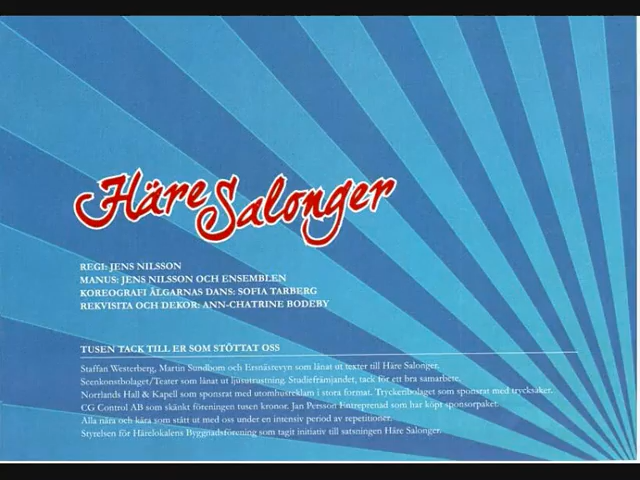 Häre Salonger
REGI: JENS NILSSON
MANUS: JENS NILSSON OCH ENSEMBLEN
KOREOGRAFI ÄLGARNAS DANS: SOFIA TARBERG
REKVISITA OCH DEKOR: ANN-CHATRINE BODEBY
TUSEN TACK TILL ER SOM STÖTTAT OSS
Staffan Westerberg, Martin Sundbom och Ersnäsrevyn som lånat ut texter till Häre Salonger.
Scenkonstbolaget/Teater som lånat ut ljusutrustning. Studiefrämjandet, tack för ett bra samarbete.
Norrlands Hall & Kapell som sponsrat med utomhusreklam i stora format. Tryckeribolaget som sponsrat med trycksaker.
CG Control AB som skänkt föreningen tusen kronor. Jan Persson Entreprenad som har köpt sponsorpaket.
Alla nära och kära som stått ut med oss under en intensiv period av repetitioner.
Styrelsen för Härelokalens Byggnadsförening som tagit initiativ till satsningen Häre Salonger.